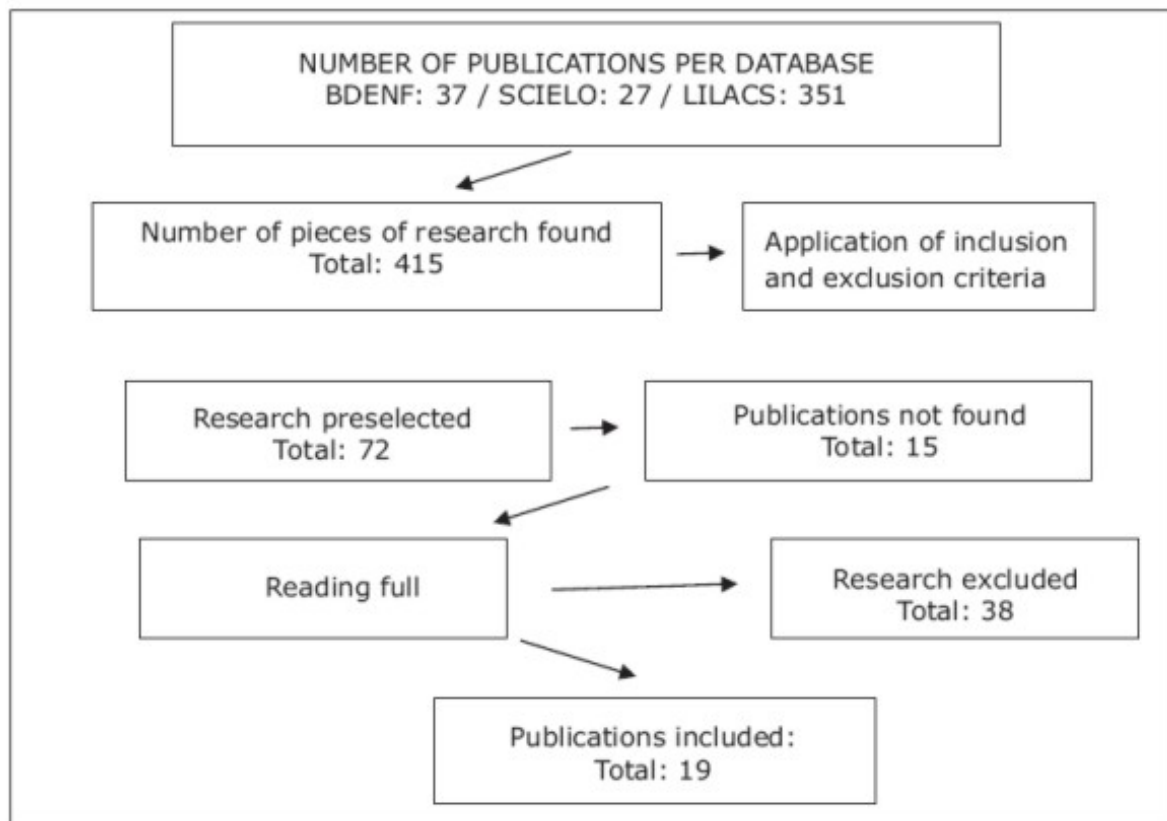 NUMBER OF PUBLICATIONS PER DATABASE
BDENF: 37 / SCIELO: 27 / LILACS: 351
Number of pieces of research found
Total: 415
Application of inclusion
and exclusion criteria
Research preselected
Total: 72
Publications not found
Total: 15
Reading full
Research excluded
Total: 38
Publications included:
Total: 19